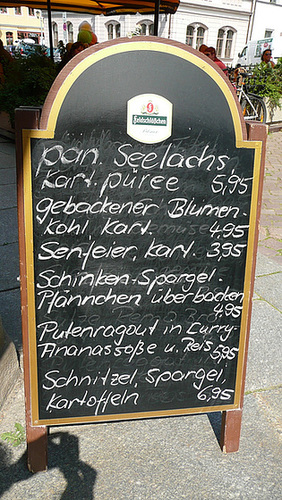 Feldschlößchen
pan. Seelachs
Kart. püree 5,95
gebackener Blumen-
kohl Kart. 4,95
Senfeier, kart. 3,95
Schinken-Spargel-
Pfännchen überbacken
4,95
Putenragout in Curry-
Ananassoße u. Reis 5,95
Schnitzel, Spargel,
Kartoffeln 6,95